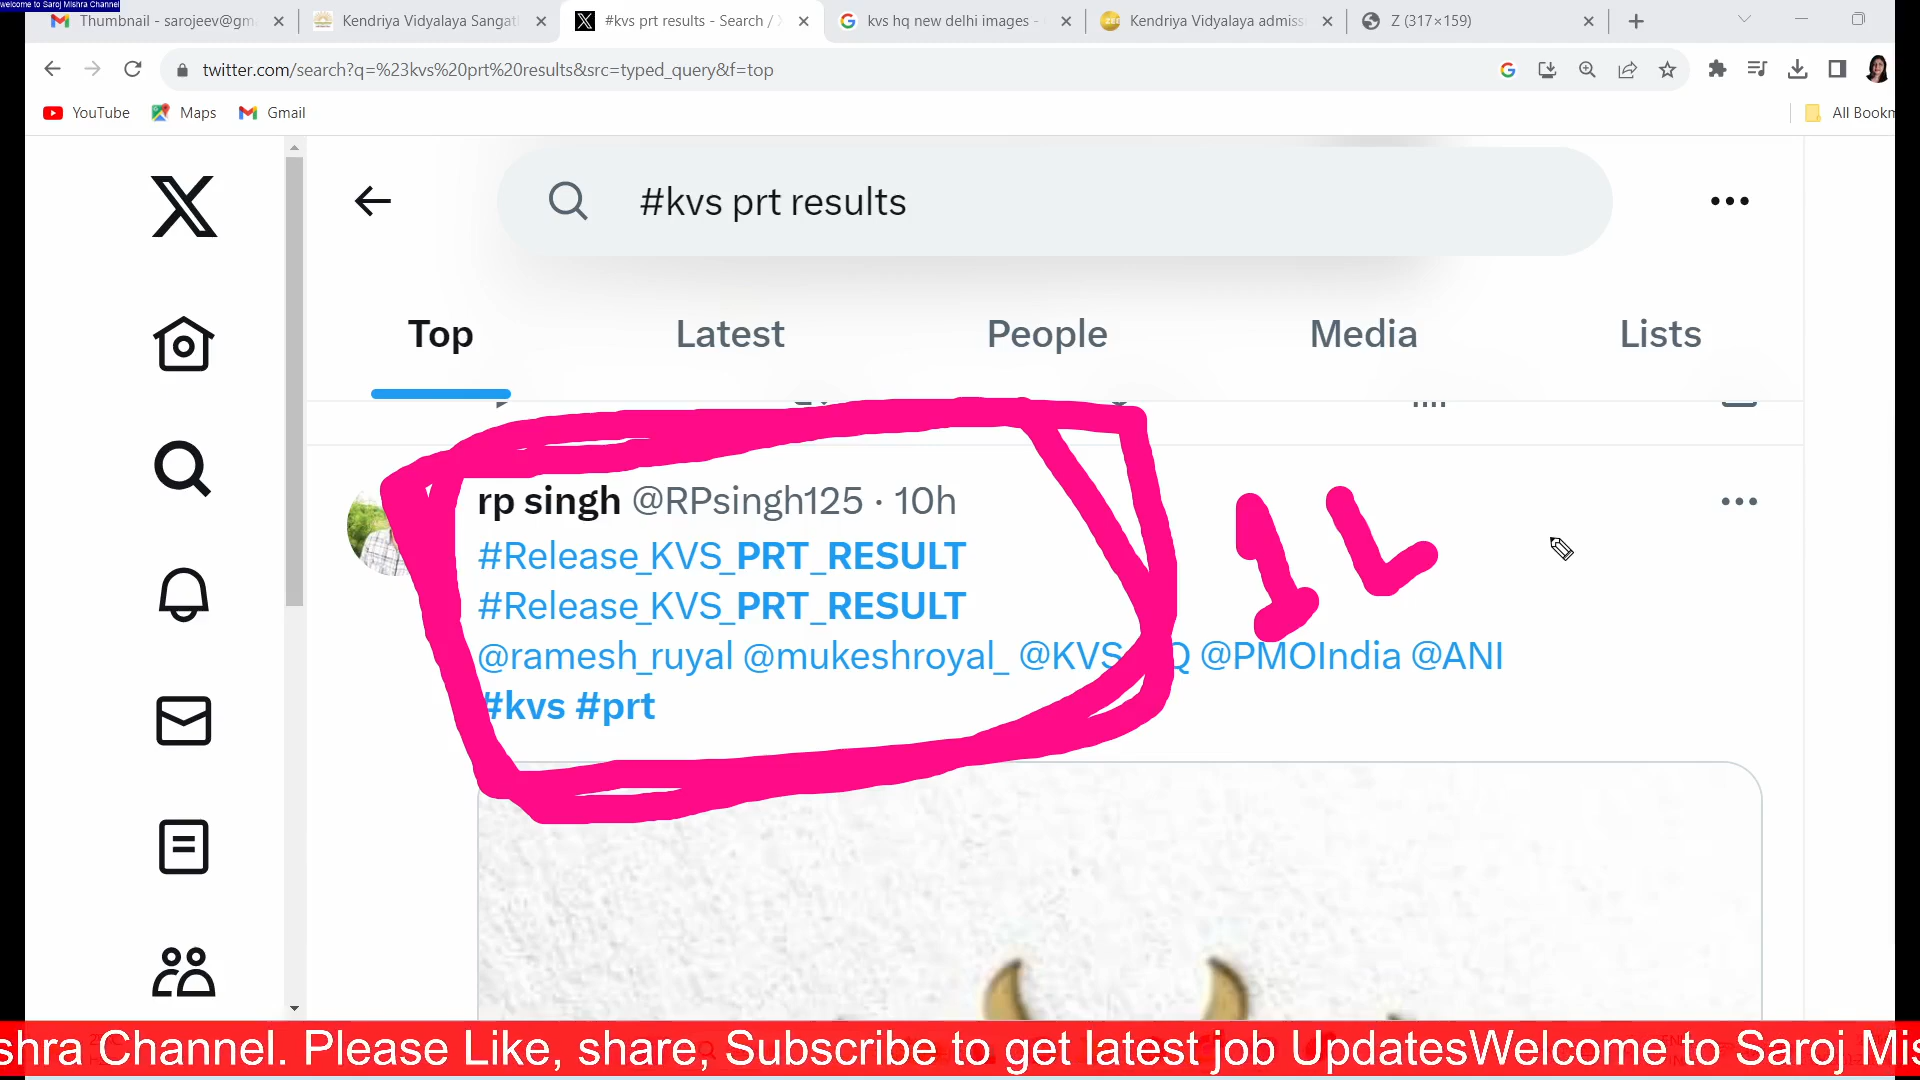 welcome to Saroj Mishra Channel
Thumbnail - sarojeev@gm
Kendriya Vidyalaya Sangat
#kvs prt results - Search / X
kvs hq new delhi images -
Kendriya Vidyalaya admiss
Z (317×159)
twitter.com/search?q=%23kvs%20prt%20results&src=typed_query&f=top
YouTube
Maps
Gmail
All Bookm
#kvs prt results
Top
Latest
People
Media
Lists
rp singh @RPsingh125 · 10h
#Release_KVS_PRT_RESULT
#Release_KVS_PRT_RESULT
@ramesh_ruyal @mukeshroyal_ @KVS Q @PMOIndia @ANI
#kvs #prt
1 L
shra Channel. Please Like, share, Subscribe to get latest job UpdatesWelcome to Saroj Mis